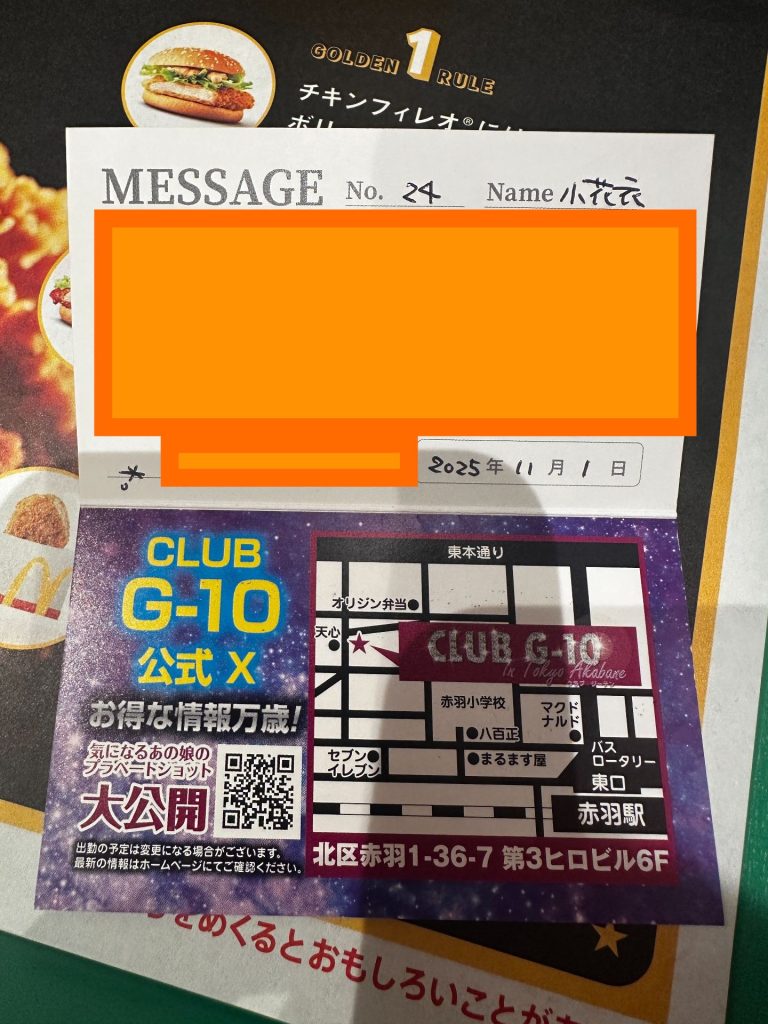 GOLDEN 1 RULE
チキンフィレオ®には
MESSAGE No. 24 Name 小花衣
2025年 11月 1日
CLUB
G-10
公式 X
お得な情報万歳!
気になるあの娘の
プラベートショット
大公開
出勤の予定は変更になる場合がございます。
最新の情報はホームページにてご確認ください。
東本通り
オリジン弁当
天心
CLUB G-10
In Tokyo Akabane
クラブ ジーテン
赤羽小学校
マクド
ナルド
八百正
セブン
イレブン
まるます屋
バス
ロータリー
東口
赤羽駅
北区赤羽1-36-7 第3ヒロビル6F
をめくるとおもしろいことが